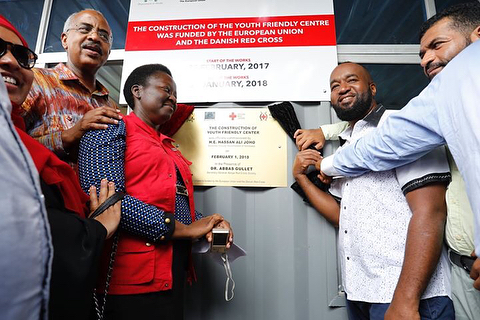 THE CONSTRUCTION OF THE YOUTH FRIENDLY CENTRE
WAS FUNDED BY THE EUROPEAN UNION
AND THE DANISH RED CROSS
START OF THE WORKS
FEBRUARY, 2017
OF THE WORKS
JANUARY, 2018
THE CONSTRUCTION OF
THE YOUTH FRIENDLY CENTRE
H.E. HASSAN ALI JOHO
FEBRUARY 1, 2018
DR. ABBAS GULLET